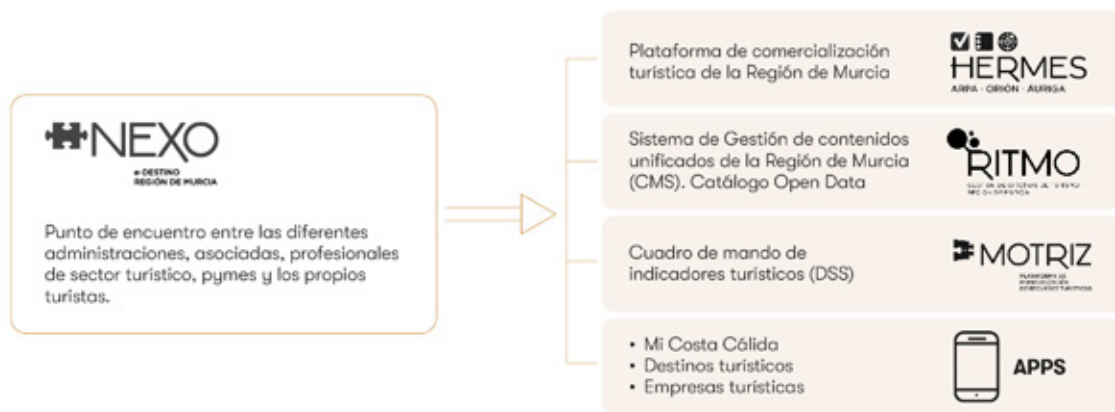 NEXO
e-DESTINO
REGIÓN DE MURCIA
Punto de encuentro entre las diferentes
administraciones, asociadas, profesionales
de sector turístico, pymes y los propios
turistas.
Plataforma de comercialización
turística de la Región de Murcia
HERMES
ARPA · ORIÓN · AURIGA
Sistema de Gestión de contenidos
unificados de la Región de Murcia
(CMS). Catálogo Open Data
RITMO
Cuadro de mando de
indicadores turísticos (DSS)
MOTRIZ
PLATAFORMA DE
• Mi Costa Cálida
• Destinos turísticos
• Empresas turísticas
APPS